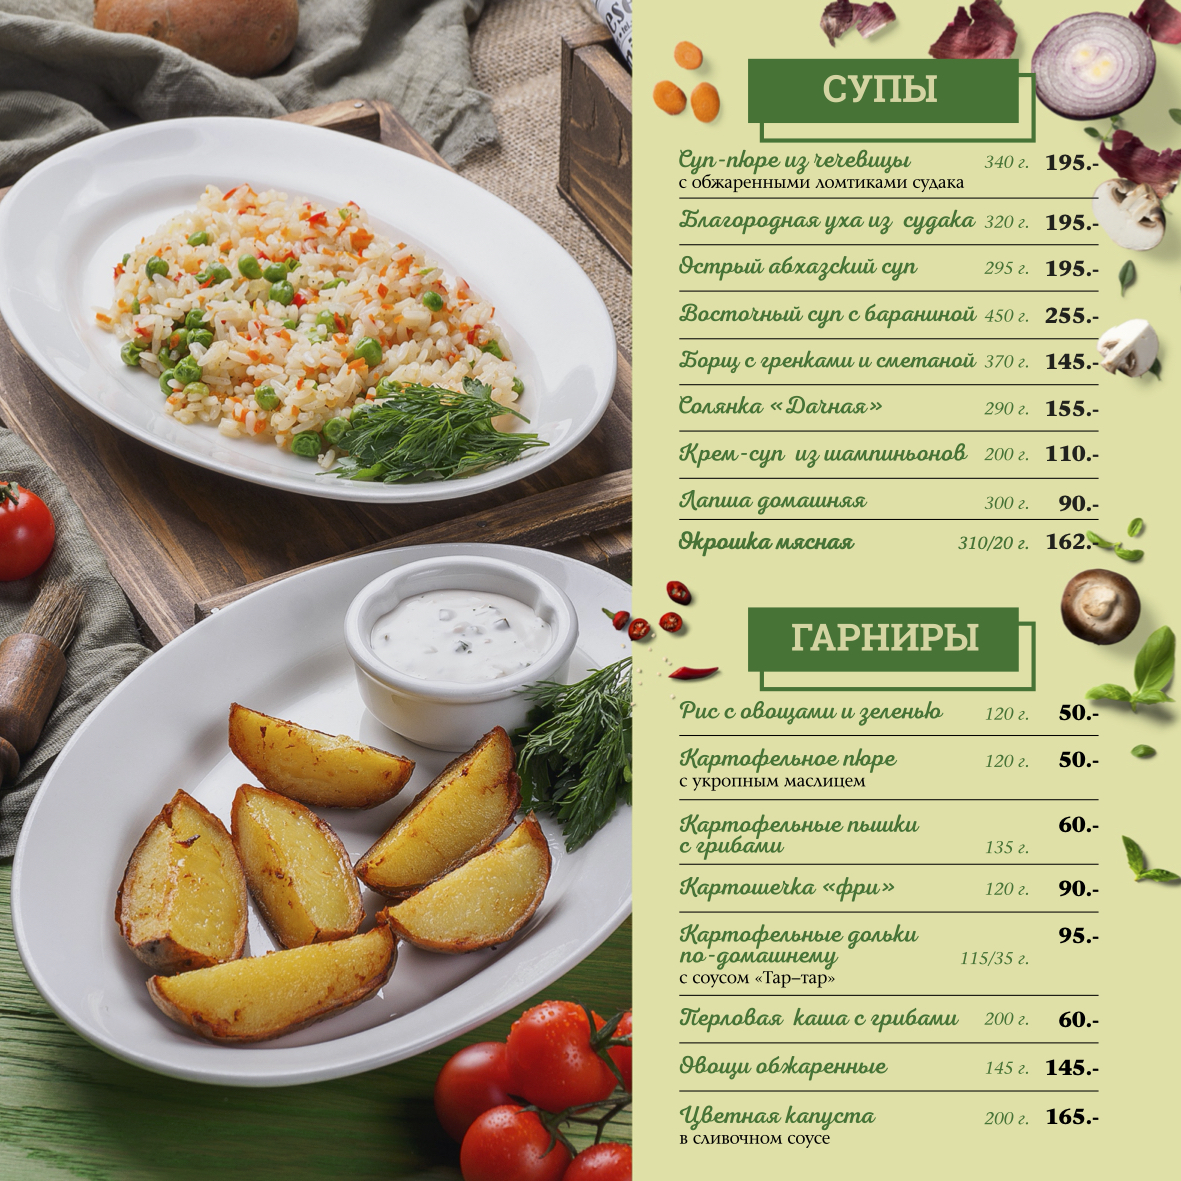 СУПЫ
Суп-пюре из чечевицы 340 г. 195.-
с обжаренными ломтиками судака
Благородная уха из судака 320 г. 195.-
Острый абхазский суп 295 г. 195.-
Восточный суп с бараниной 450 г. 255.-
Борщ с гренками и сметаной 370 г. 145.-
Солянка «Дачная» 290 г. 155.-
Крем-суп из шампиньонов 200 г. 110.-
Лапша домашняя 300 г. 90.-
Окрошка мясная 310/20 г. 162.-
ГАРНИРЫ
Рис с овощами и зеленью 120 г. 50.-
Картофельное пюре 120 г. 50.-
с укропным маслицем
Картофельные пышки 60.-
с грибами 135 г.
Картошечка «фри» 120 г. 90.-
Картофельные дольки 95.-
по-домашнему 115/35 г.
с соусом «Тар–тар»
Перловая каша с грибами 200 г. 60.-
Овощи обжаренные 145 г. 145.-
Цветная капуста 200 г. 165.-
в сливочном соусе